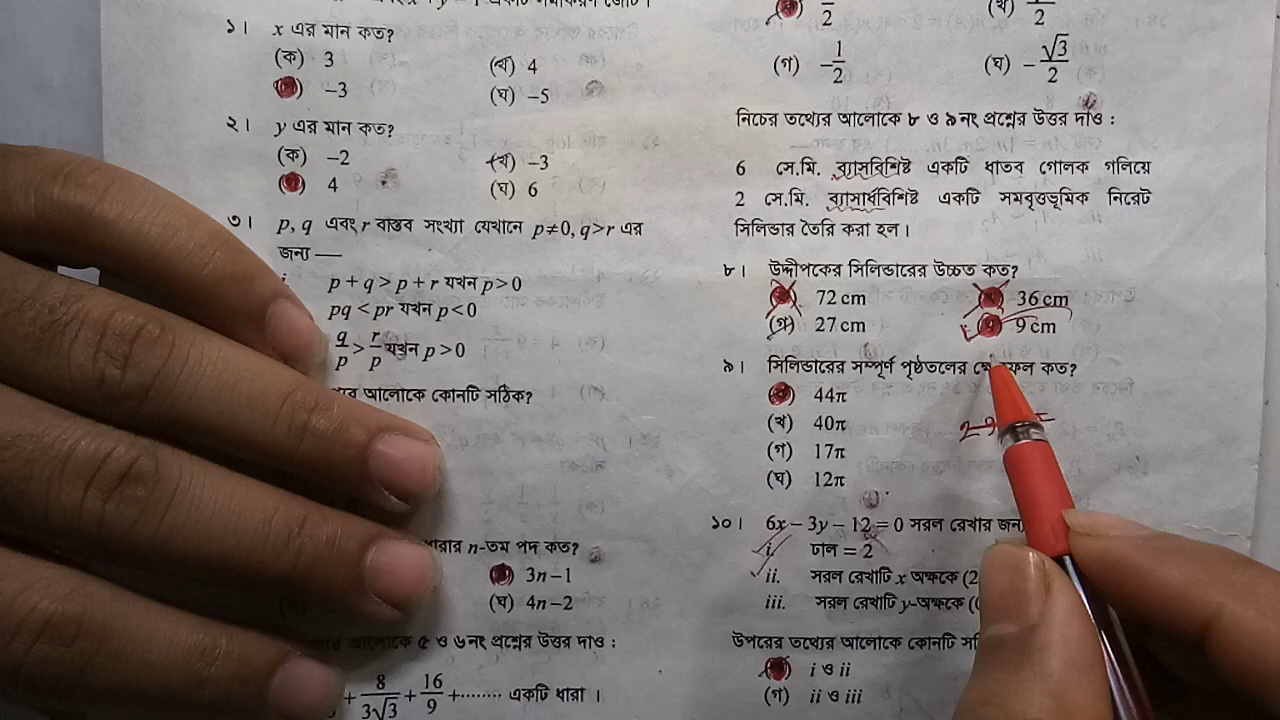 ১। x এর মান কত?
(ক) 3
(খ) 4
-3
(ঘ) -5
২। y এর মান কত?
(ক) -2
(খ) -3
4
(ঘ) 6
৩। p, q এবং r বাস্তব সংখ্যা যেখানে p≠0, q>r এর
জন্য —
p+q>p+r যখন p>0
pq<pr যখন p<0
q/p > r/p যখন p>0
আলোকে কোনটি সঠিক?
n-তম পদ কত?
3n-1
(ঘ) 4n-2
আলোকে ৫ ও ৬নং প্রশ্নের উত্তর দাও :
+ 8/3√3 + 16/9 +........ একটি ধারা ।
2
(খ) 2
(গ) -1/2
(ঘ) -√3/2
নিচের তথ্যের আলোকে ৮ ও ৯নং প্রশ্নের উত্তর দাও :
6 সে.মি. ব্যাসবিশিষ্ট একটি ধাতব গোলক গলিয়ে
2 সে.মি. ব্যাসার্ধবিশিষ্ট একটি সমবৃত্তভূমিক নিরেট
সিলিন্ডার তৈরি করা হল ।
৮। উদ্দীপকের সিলিন্ডারের উচ্চত কত?
72 cm
36 cm
(গ) 27 cm
9 cm
৯। সিলিন্ডারের সম্পূর্ণ পৃষ্ঠতলের কত?
44π
(খ) 40π
(গ) 17π
(ঘ) 12π
১০। 6x-3y-12=0 সরল রেখার
i. ঢাল = 2
ii. সরল রেখাটি x অক্ষকে (2
iii. সরল রেখাটি y-অক্ষকে (
উপরের তথ্যের আলোকে কোনটি
i ও ii
(গ) ii ও iii